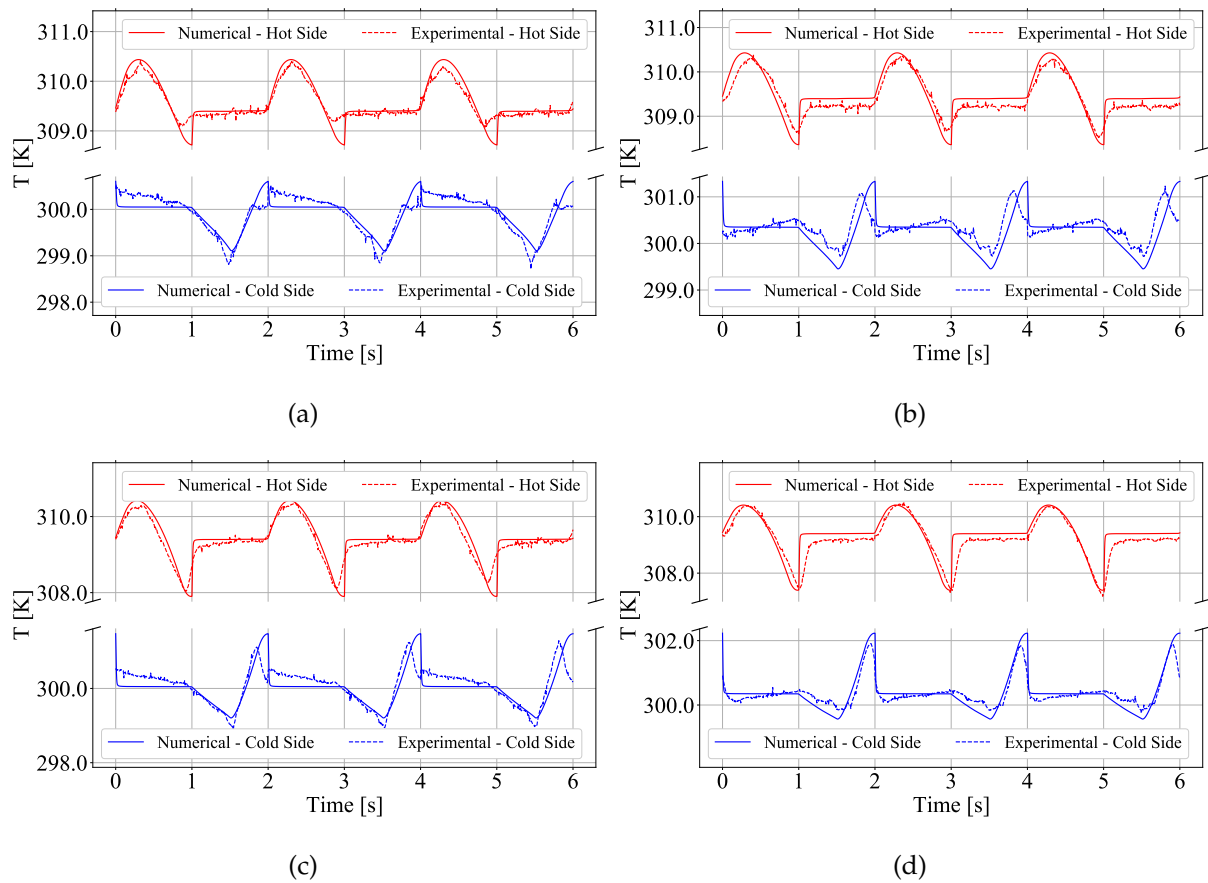 Numerical - Hot Side Experimental - Hot Side
311.0
310.0
309.0
T [K]
300.0
299.0
298.0
Numerical - Cold Side Experimental - Cold Side
0 1 2 3 4 5 6
Time [s]
(a)
Numerical - Hot Side Experimental - Hot Side
311.0
310.0
309.0
T [K]
301.0
300.0
299.0
Numerical - Cold Side Experimental - Cold Side
0 1 2 3 4 5 6
Time [s]
(b)
Numerical - Hot Side Experimental - Hot Side
310.0
308.0
T [K]
300.0
298.0
Numerical - Cold Side Experimental - Cold Side
0 1 2 3 4 5 6
Time [s]
(c)
Numerical - Hot Side Experimental - Hot Side
310.0
308.0
T [K]
302.0
300.0
Numerical - Cold Side Experimental - Cold Side
0 1 2 3 4 5 6
Time [s]
(d)